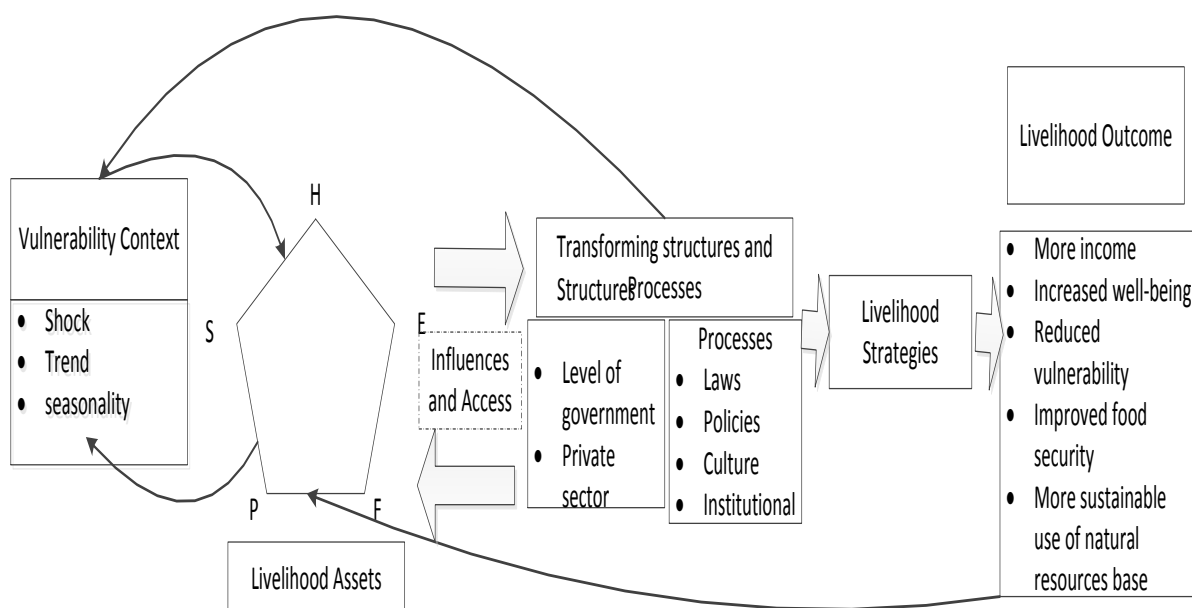 Vulnerability Context
Shock
Trend
seasonality
H
S
E
P
F
Livelihood Assets
Influences
and Access
Transforming structures and
Structures
Processes
Level of
government
Private
sector
Processes
Laws
Policies
Culture
Institutional
Livelihood
Strategies
Livelihood Outcome
More income
Increased well-being
Reduced
vulnerability
Improved food
security
More sustainable
use of natural
resources base